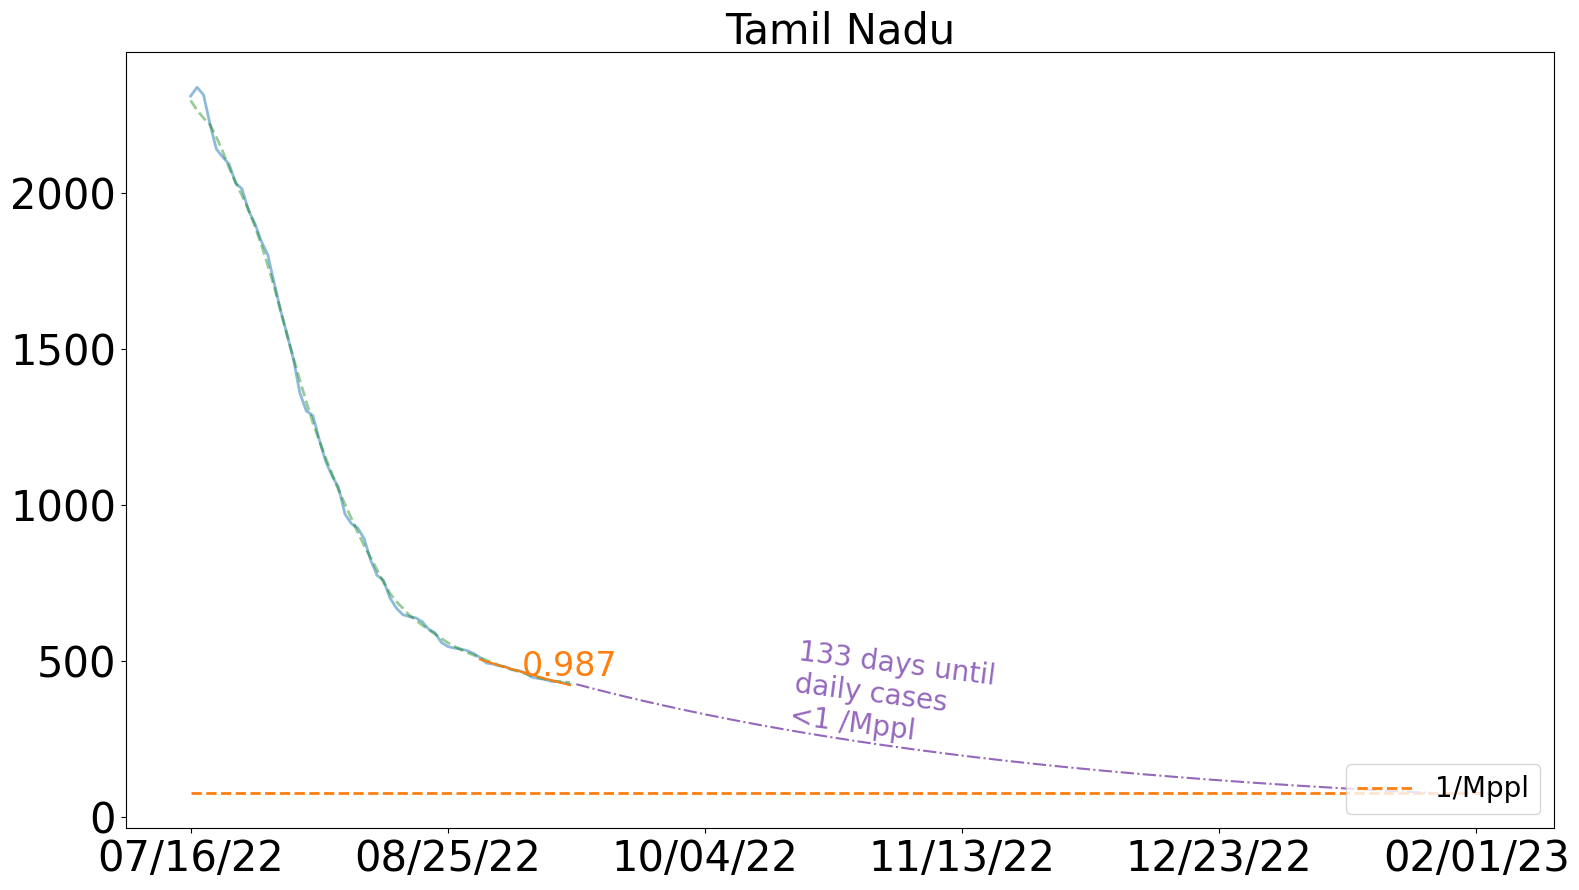 Tamil Nadu
2000
1500
1000
500
0
0.987
133 days until
daily cases
<1 /Mppl
1/Mppl
07/16/22
08/25/22
10/04/22
11/13/22
12/23/22
02/01/23